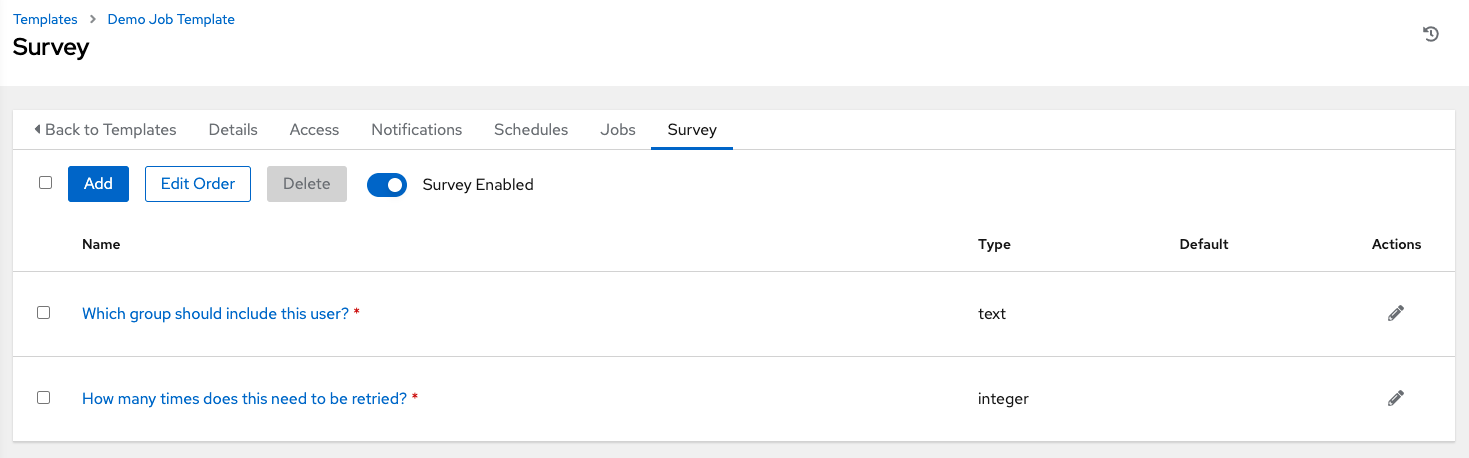 Templates > Demo Job Template
Survey
Back to Templates Details Access Notifications Schedules Jobs Survey
Add Edit Order Delete Survey Enabled
Name Type Default Actions
Which group should include this user? * text
How many times does this need to be retried? * integer